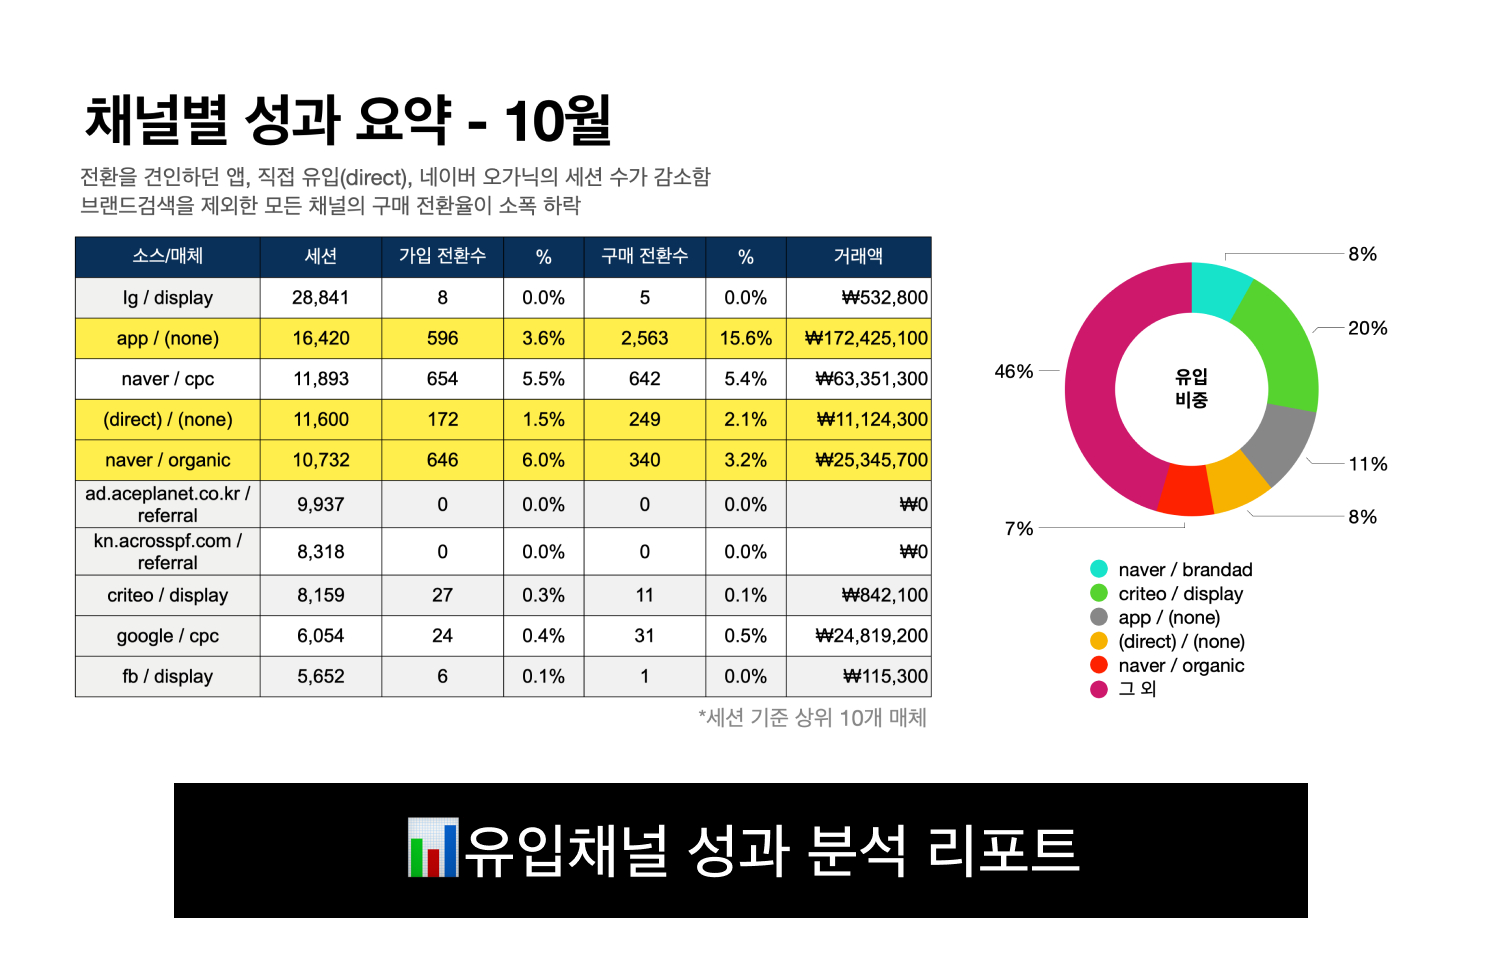 채널별 성과 요약 - 10월
전환을 견인하던 앱, 직접 유입(direct), 네이버 오가닉의 세션 수가 감소함
브랜드검색을 제외한 모든 채널의 구매 전환율이 소폭 하락
소스/매체 세션 가입 전환수 % 구매 전환수 % 거래액
lg / display 28,841 8 0.0% 5 0.0% ₩532,800
app / (none) 16,420 596 3.6% 2,563 15.6% ₩172,425,100
naver / cpc 11,893 654 5.5% 642 5.4% ₩63,351,300
(direct) / (none) 11,600 172 1.5% 249 2.1% ₩11,124,300
naver / organic 10,732 646 6.0% 340 3.2% ₩25,345,700
ad.aceplanet.co.kr /
referral 9,937 0 0.0% 0 0.0% ₩0
kn.acrosspf.com /
referral 8,318 0 0.0% 0 0.0% ₩0
criteo / display 8,159 27 0.3% 11 0.1% ₩842,100
google / cpc 6,054 24 0.4% 31 0.5% ₩24,819,200
fb / display 5,652 6 0.1% 1 0.0% ₩115,300
*세션 기준 상위 10개 매체
8%
20%
46%
유입
비중
11%
8%
7%
naver / brandad
criteo / display
app / (none)
(direct) / (none)
naver / organic
그 외
📊유입채널 성과 분석 리포트